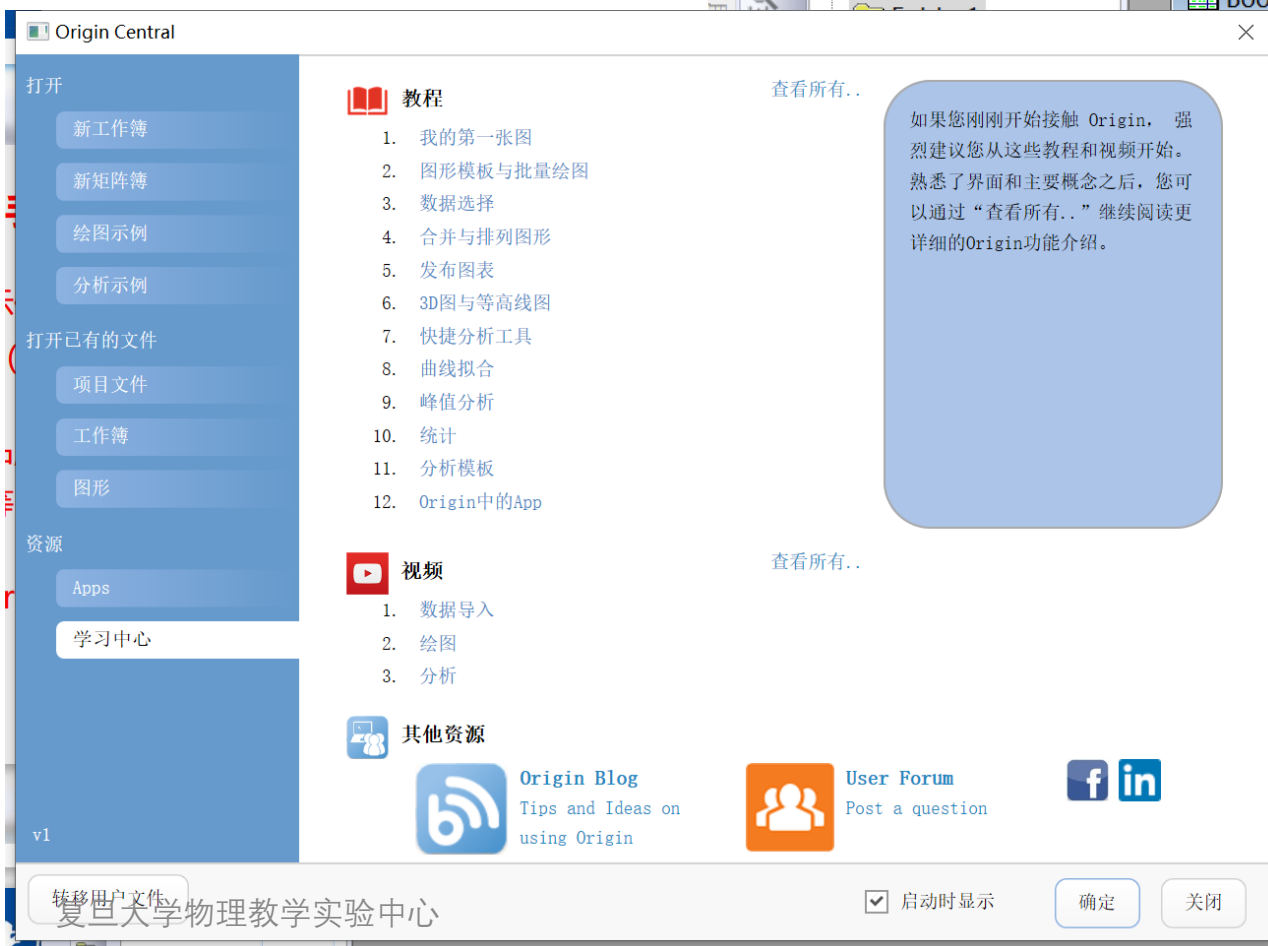 Origin Central
打开
新工作簿
新矩阵簿
绘图示例
分析示例
打开已有的文件
项目文件
工作簿
图形
资源
Apps
学习中心
v1
教程
查看所有..
1. 我的第一张图
2. 图形模板与批量绘图
3. 数据选择
4. 合并与排列图形
5. 发布图表
6. 3D图与等高线图
7. 快捷分析工具
8. 曲线拟合
9. 峰值分析
10. 统计
11. 分析模板
12. Origin中的App
如果您刚刚开始接触 Origin， 强
烈建议您从这些教程和视频开始。
熟悉了界面和主要概念之后，您可
以通过“查看所有..”继续阅读更
详细的Origin功能介绍。
视频
查看所有..
1. 数据导入
2. 绘图
3. 分析
其他资源
Origin Blog
Tips and Ideas on
using Origin
User Forum
Post a question
f
in
转移用户文件
复旦大学物理教学实验中心
启动时显示
确定
关闭